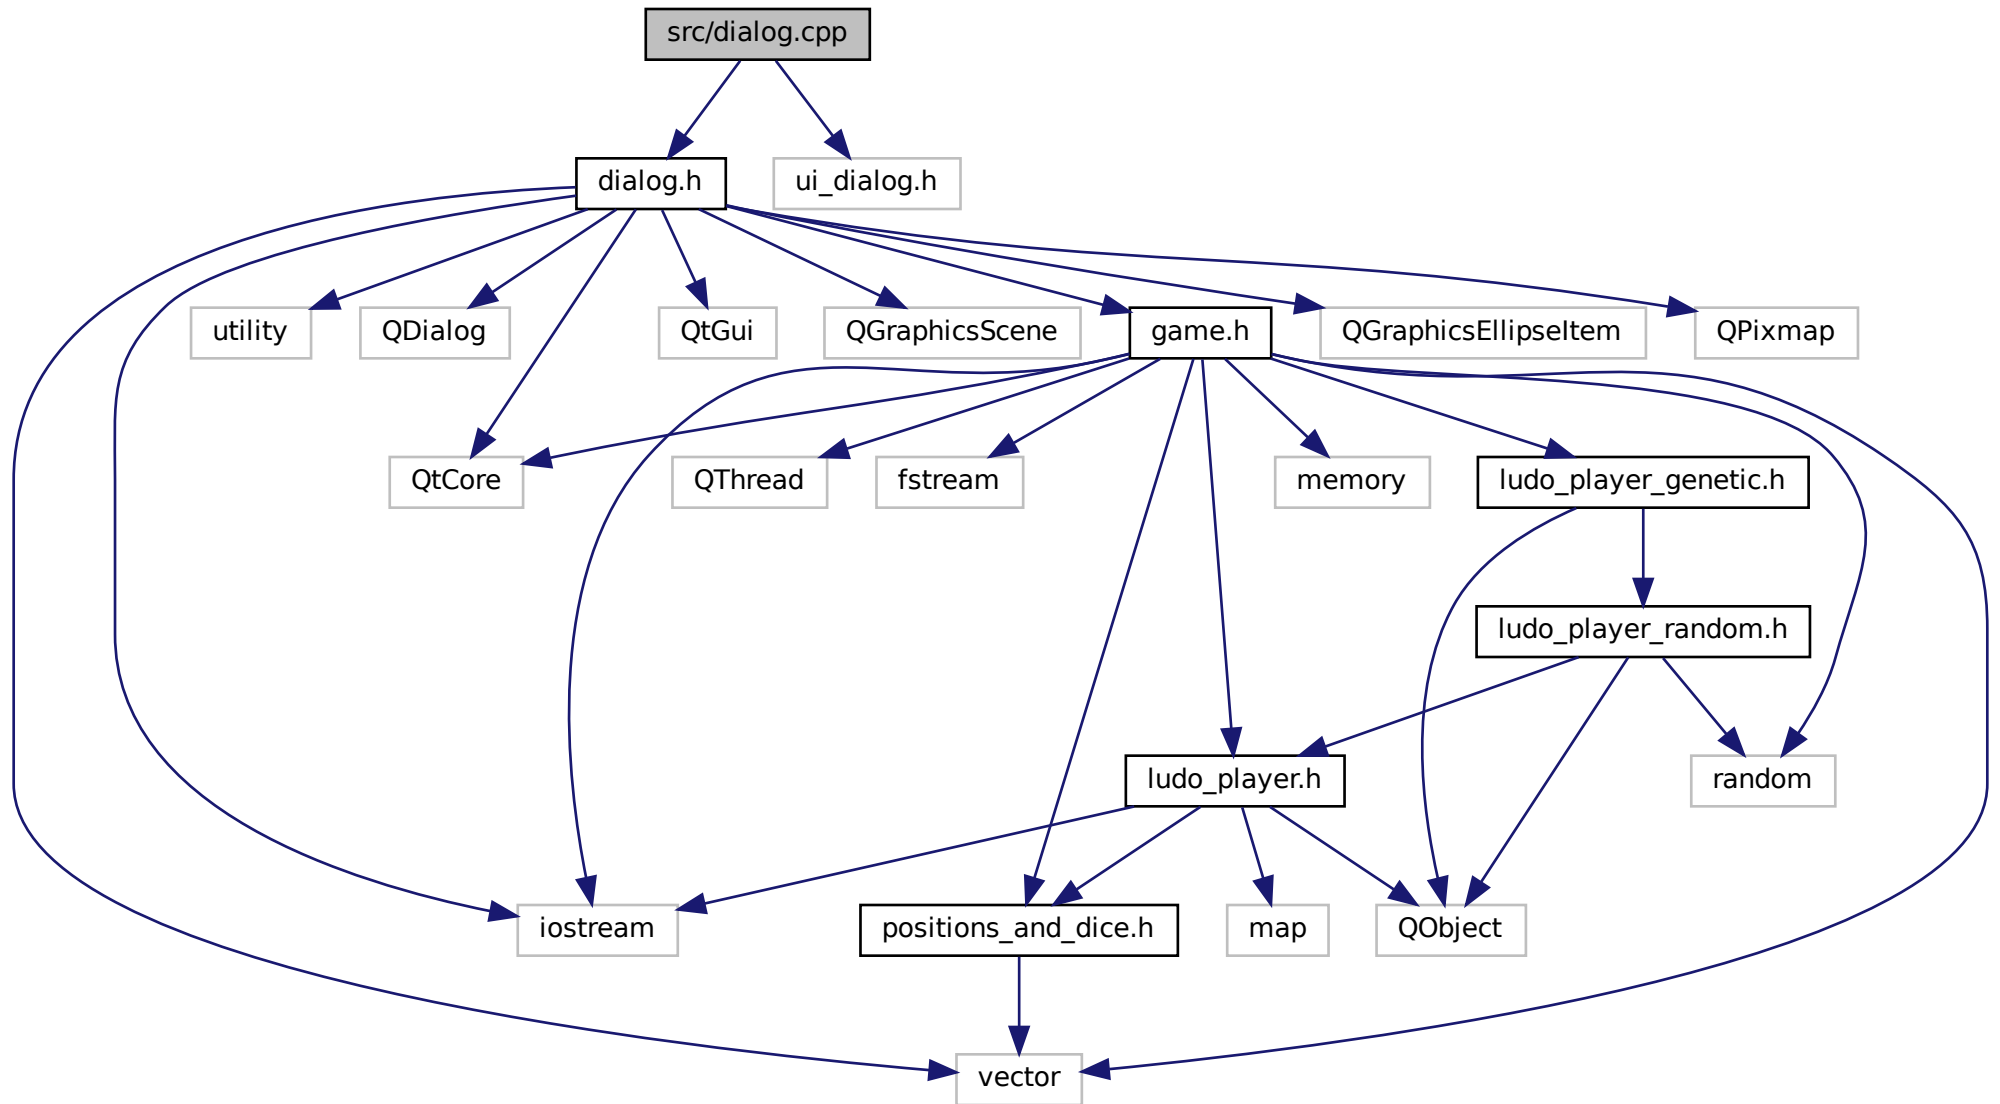 src/dialog.cpp
dialog.h
ui_dialog.h
utility
QDialog
QtGui
QGraphicsScene
game.h
QGraphicsEllipseItem
QPixmap
QtCore
QThread
fstream
memory
ludo_player_genetic.h
ludo_player_random.h
ludo_player.h
random
iostream
positions_and_dice.h
map
QObject
vector